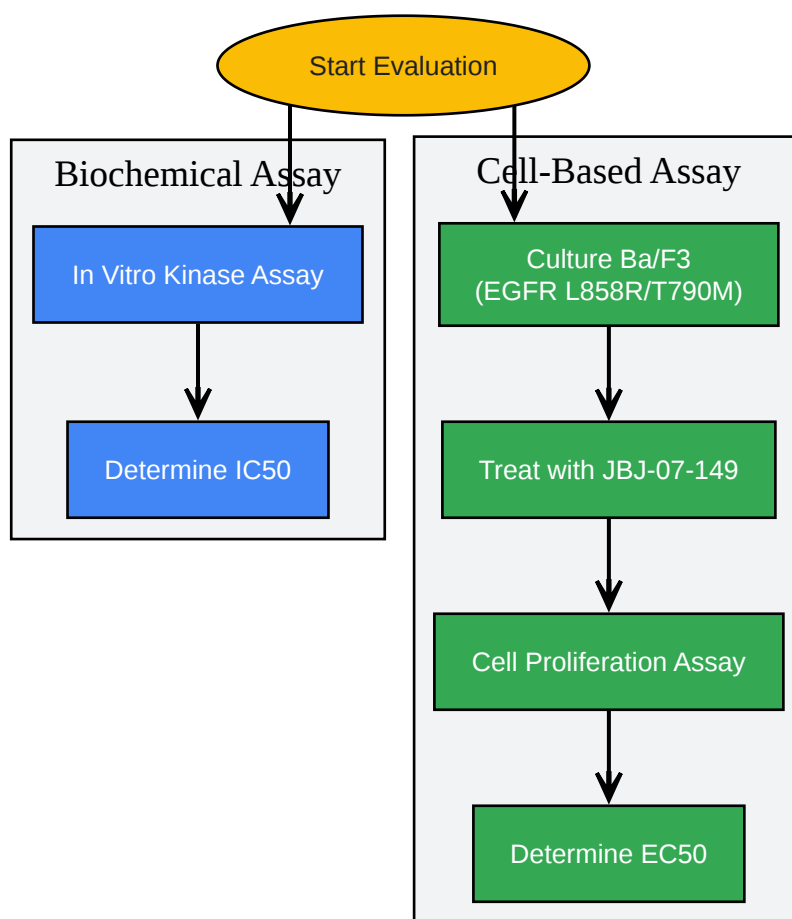 Start Evaluation
Biochemical Assay
In Vitro Kinase Assay
Determine IC50
Cell-Based Assay
Culture Ba/F3
(EGFR L858R/T790M)
Treat with JBJ-07-149
Cell Proliferation Assay
Determine EC50